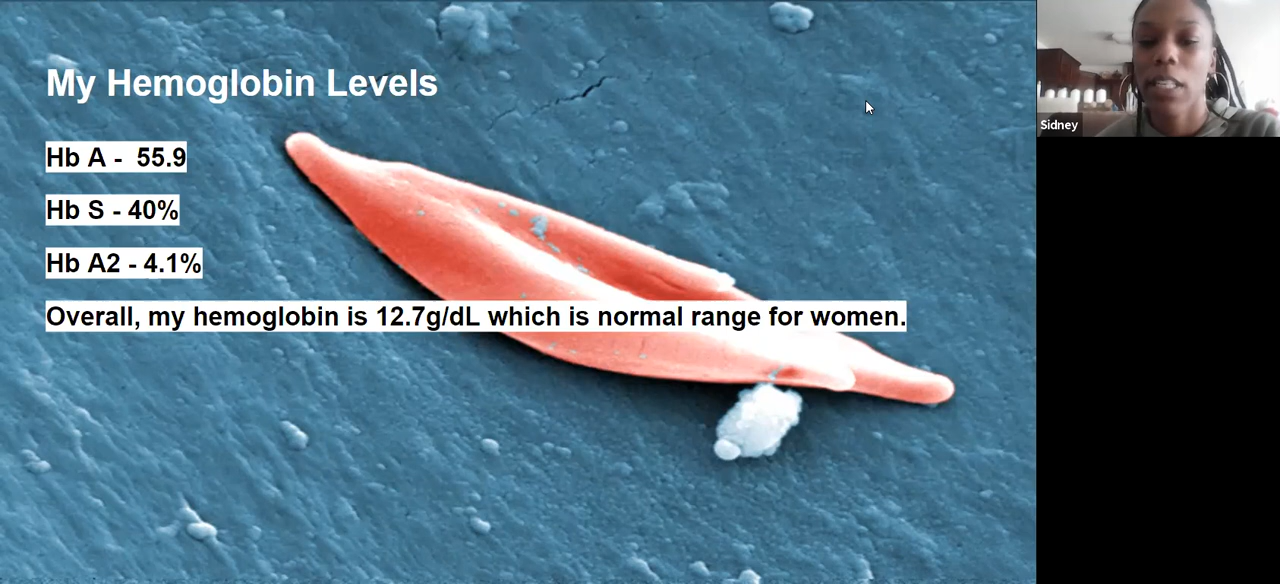 My Hemoglobin Levels
Hb A -  55.9
Hb S - 40%
Hb A2 - 4.1%
Overall, my hemoglobin is 12.7g/dL which is normal range for women.
Sidney